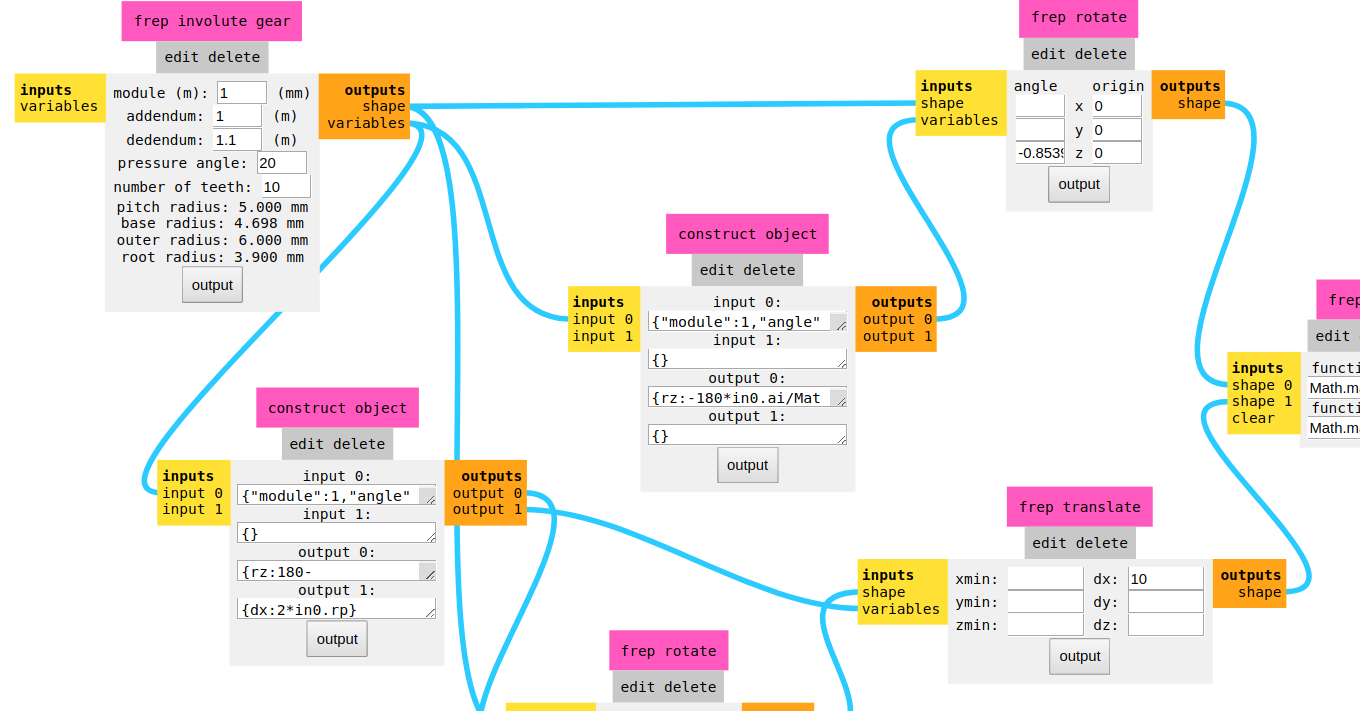 frep involute gear
edit delete
inputs
variables
module (m): 1 (mm)
addendum: 1 (m)
dedendum: 1.1 (m)
pressure angle: 20
number of teeth: 10
pitch radius: 5.000 mm
base radius: 4.698 mm
outer radius: 6.000 mm
root radius: 3.900 mm
output
outputs
shape
variables
frep rotate
edit delete
inputs
shape
variables
angle origin
x 0
y 0
-0.8539 z 0
output
outputs
shape
construct object
edit delete
inputs
input 0
input 1
input 0:
{"module":1,"angle"
input 1:
{}
output 0:
{rz:-180*in0.ai/Mat
output 1:
{}
output
outputs
output 0
output 1
frep
edit
inputs
shape 0
shape 1
clear
functi
Math.ma
functi
Math.ma
construct object
edit delete
inputs
input 0
input 1
input 0:
{"module":1,"angle"
input 1:
{}
output 0:
{rz:180-
output 1:
{dx:2*in0.rp}
output
outputs
output 0
output 1
frep translate
edit delete
inputs
shape
variables
xmin: dx: 10
ymin: dy:
zmin: dz:
output
outputs
shape
frep rotate
edit delete